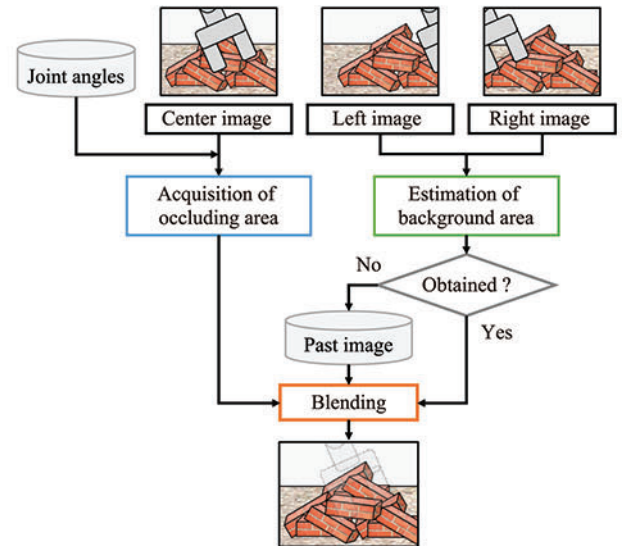 Joint angles
Center image
Left image
Right image
Acquisition of
occluding area
Estimation of
background area
No
Obtained ?
Yes
Past image
Blending